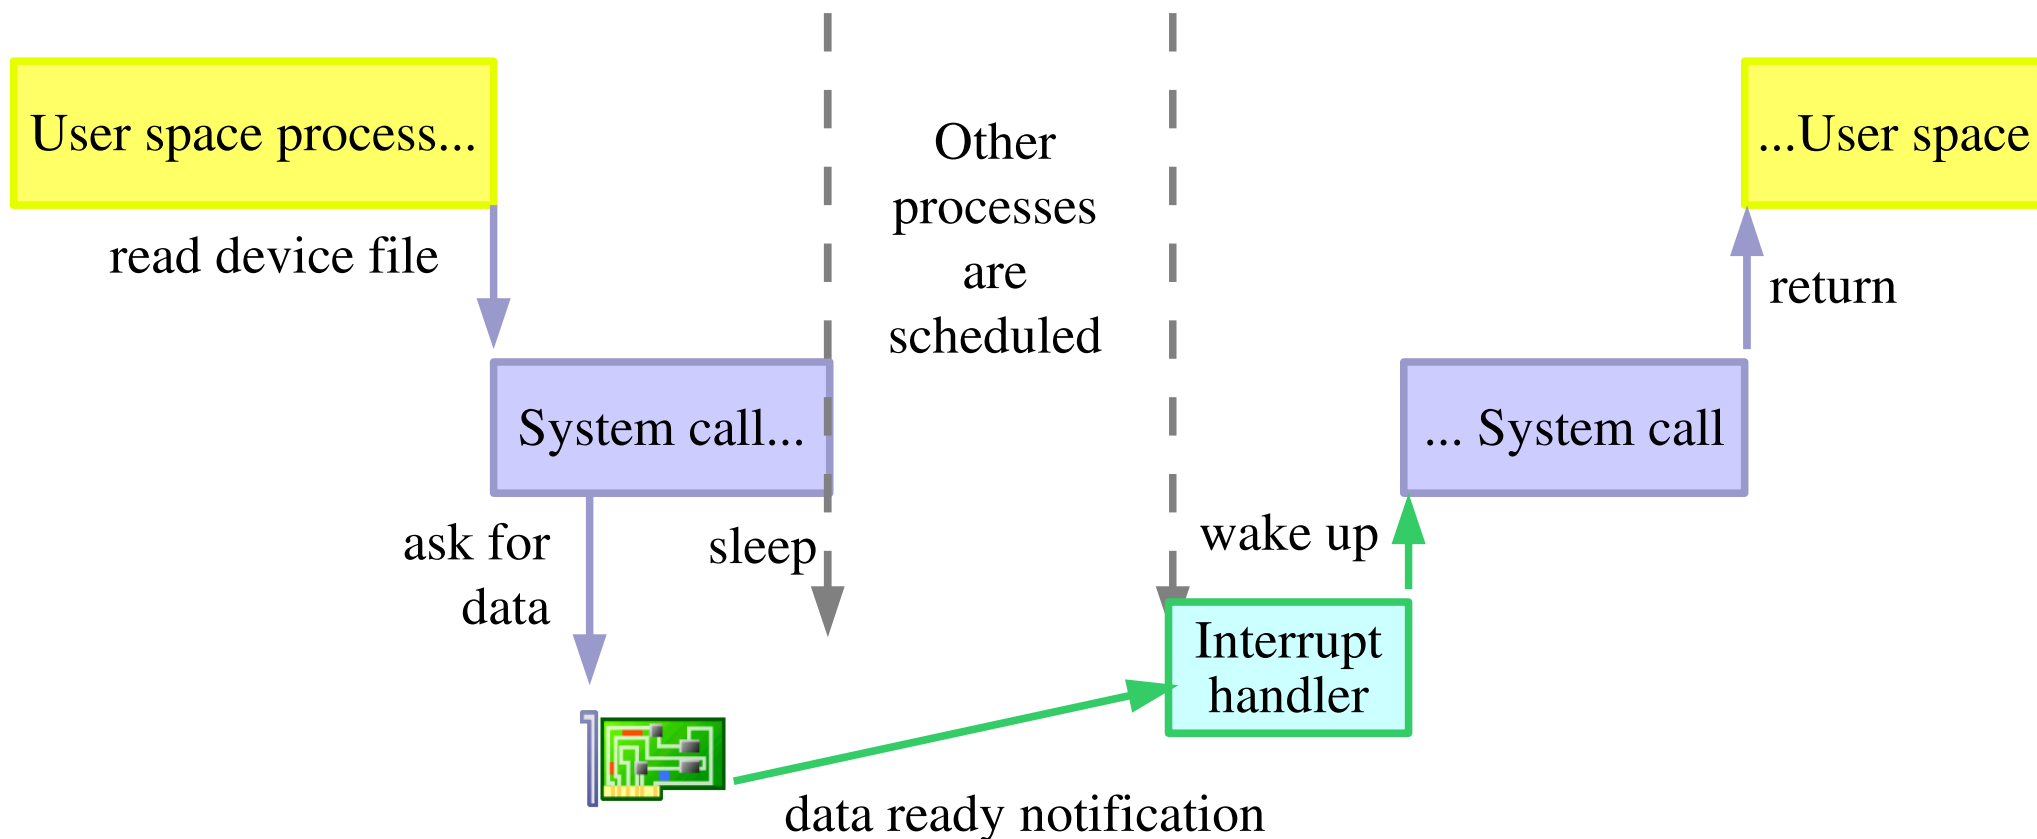 User space process...
read device file
System call...
ask for
data
sleep
Other
processes
are
scheduled
data ready notification
Interrupt
handler
wake up
... System call
return
...User space